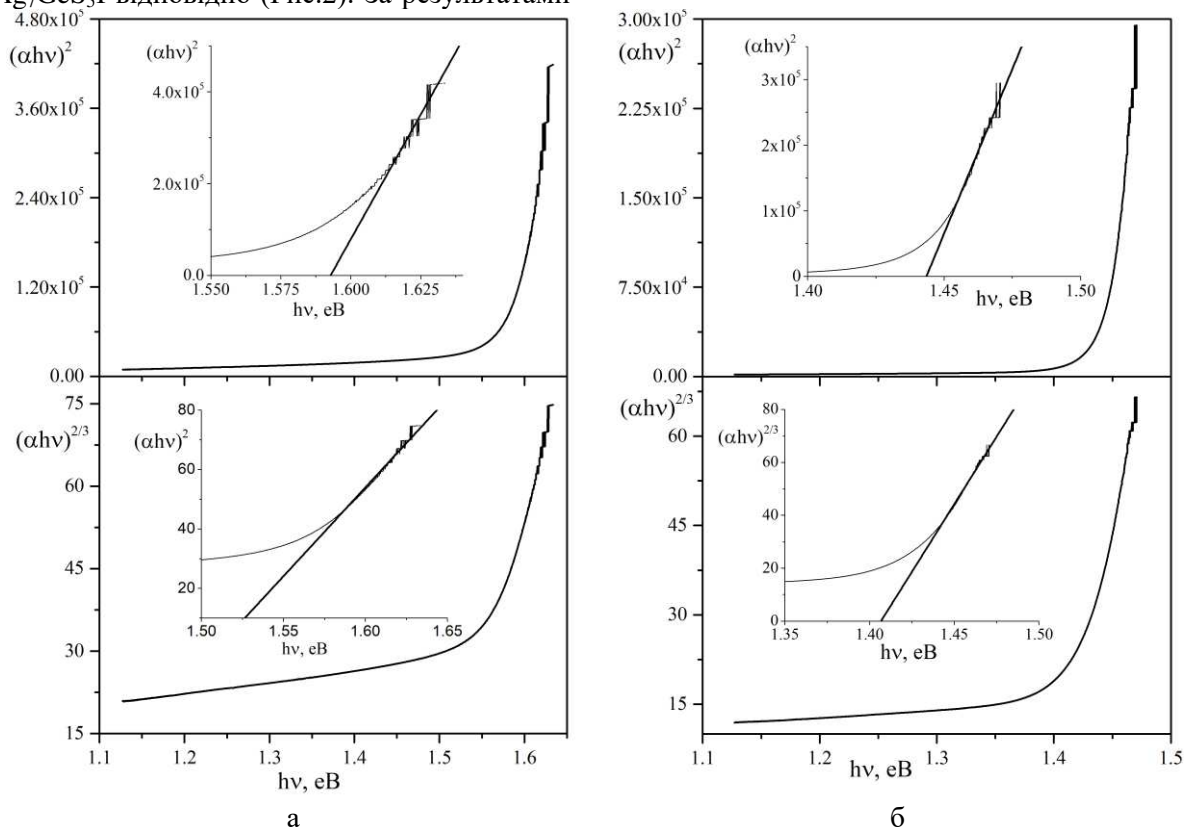 Ag₇GeS₅I відповідно (Рис.2). За результатами
4.80x10⁵
(αhν)²
3.60x10⁵
2.40x10⁵
1.20x10⁵
0.00
(αhν)²
4.0x10⁵
2.0x10⁵
0.0
1.550 1.575 1.600 1.625
hν, eB
3.00x10⁵
(αhν)²
2.25x10⁵
1.50x10⁵
7.50x10⁴
0.00
(αhν)²
3x10⁵
2x10⁵
1x10⁵
0
1.40 1.45 1.50
hν, eB
75
(αhν)²/³
60
45
30
15
1.1 1.2 1.3 1.4 1.5 1.6
hν, eB
80
(αhν)²
60
40
20
1.50 1.55 1.60 1.65
hν, eB
а
(αhν)²/³
60
45
30
15
1.1 1.2 1.3 1.4 1.5
hν, eB
80
(αhν)²/³
60
40
20
0
1.35 1.40 1.45 1.50
hν, eB
б